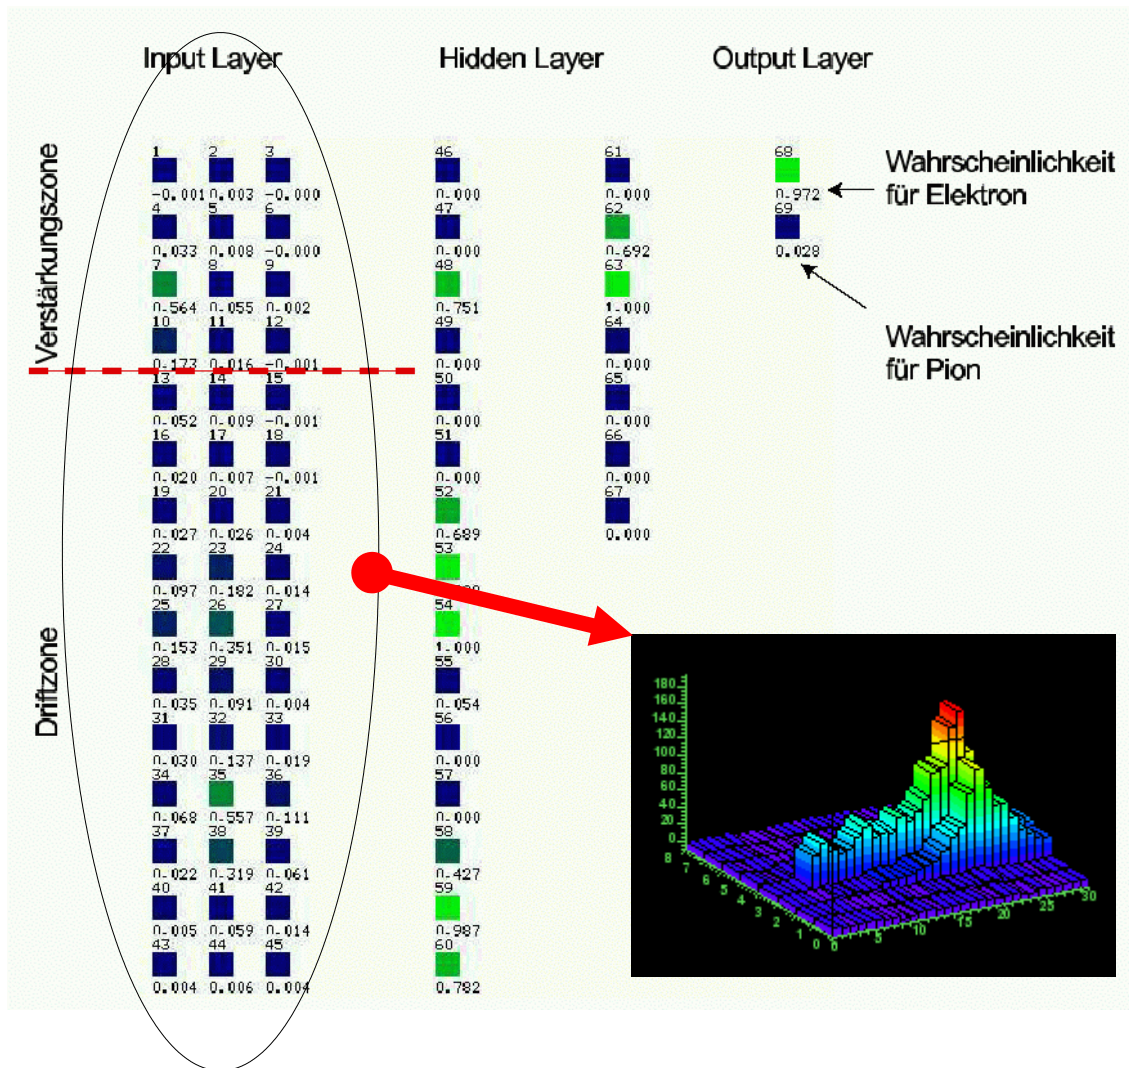 Input Layer Hidden Layer Output Layer
Verstärkungszone
Driftzone
1 2 3 46 61 68
-0.001 0.003 -0.000 0.000 0.000 0.972
4 5 6 47 62 69
0.033 0.008 -0.000 0.000 0.692 0.028
7 8 9 48 63
0.564 0.055 0.002 0.751 1.000
10 11 12 49 64
0.173 0.016 -0.001 0.000 0.000
13 14 15 50 65
0.052 0.009 -0.001 0.000 0.000
16 17 18 51 66
0.020 0.007 -0.001 0.000 0.000
19 20 21 52 67
0.027 0.026 0.004 0.689 0.000
22 23 24 53
0.097 0.182 0.014
25 26 27 54
0.153 0.351 0.015 1.000
28 29 30 55
0.035 0.091 0.004 0.054
31 32 33 56
0.030 0.137 0.019 0.000
34 35 36 57
0.068 0.557 0.111 0.000
37 38 39 58
0.022 0.319 0.061 0.427
40 41 42 59
0.005 0.059 0.014 0.987
43 44 45 60
0.004 0.006 0.004 0.782
Wahrscheinlichkeit
für Elektron
Wahrscheinlichkeit
für Pion
180
160
140
120
100
80
60
40
20
0
8 7 6 5 4 3 2 1 0
0 5 10 15 20 25 30